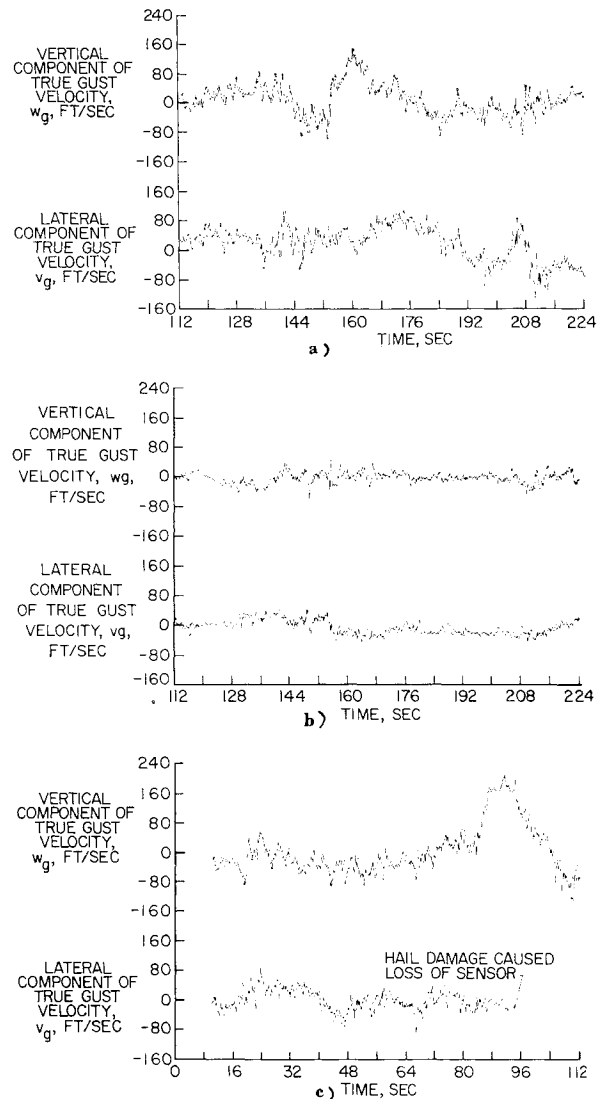 240
VERTICAL
COMPONENT OF
TRUE GUST
VELOCITY,
wg, FT/SEC
160
80
0
-80
-160
LATERAL
COMPONENT OF
TRUE GUST
VELOCITY,
vg, FT/SEC
160
80
0
-80
-160
112 128 144 160 176 192 208 224
TIME, SEC
a)
VERTICAL
COMPONENT
OF TRUE GUST
VELOCITY, wg,
FT/SEC
240
160
80
0
-80
-160
LATERAL
COMPONENT
OF TRUE GUST
VELOCITY, vg,
FT/SEC
160
80
0
-80
-160
112 128 144 160 176 192 208 224
b) TIME, SEC
VERTICAL
COMPONENT OF
TRUE GUST
VELOCITY,
wg, FT/SEC
240
160
80
0
-80
-160
LATERAL
COMPONENT OF
TRUE GUST
VELOCITY,
vg, FT/SEC
160
80
0
-80
-160
HAIL DAMAGE CAUSED
LOSS OF SENSOR
0 16 32 48 64 80 96 112
c) TIME, SEC